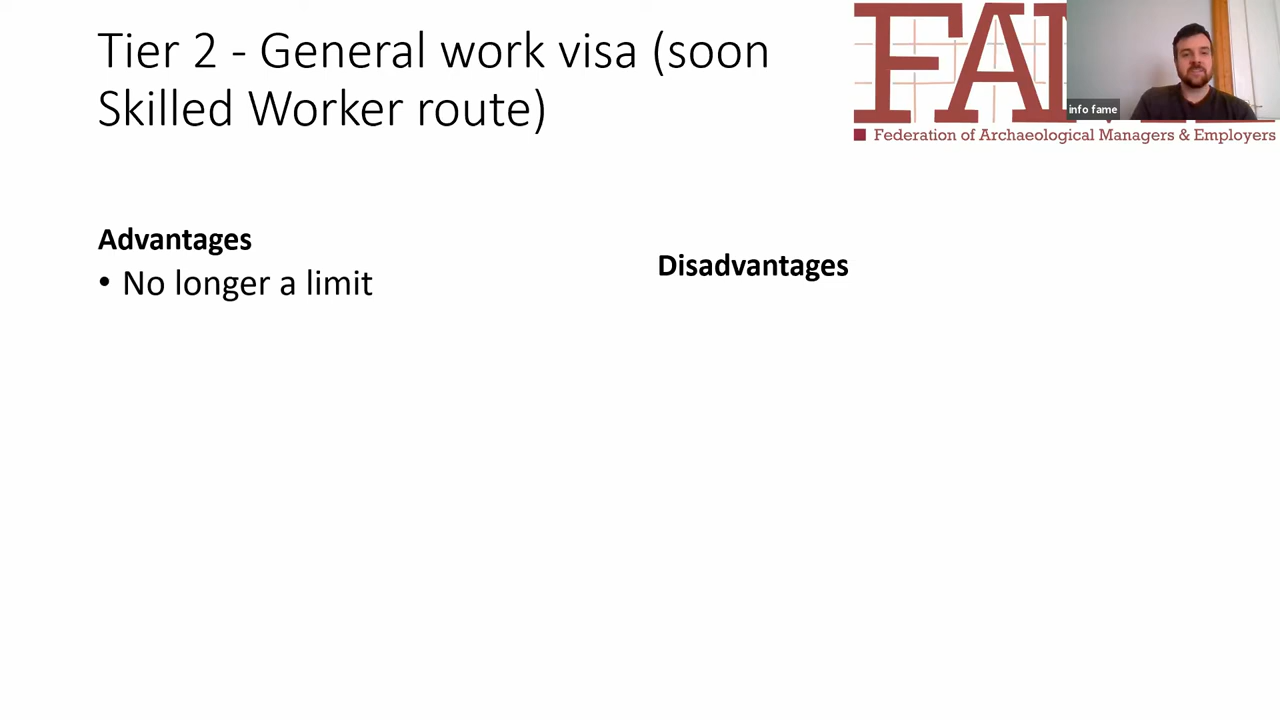 Tier 2 - General work visa (soon
Skilled Worker route)
FA
info fame
Federation of Archaeological Managers & Employers
Advantages
• No longer a limit
Disadvantages